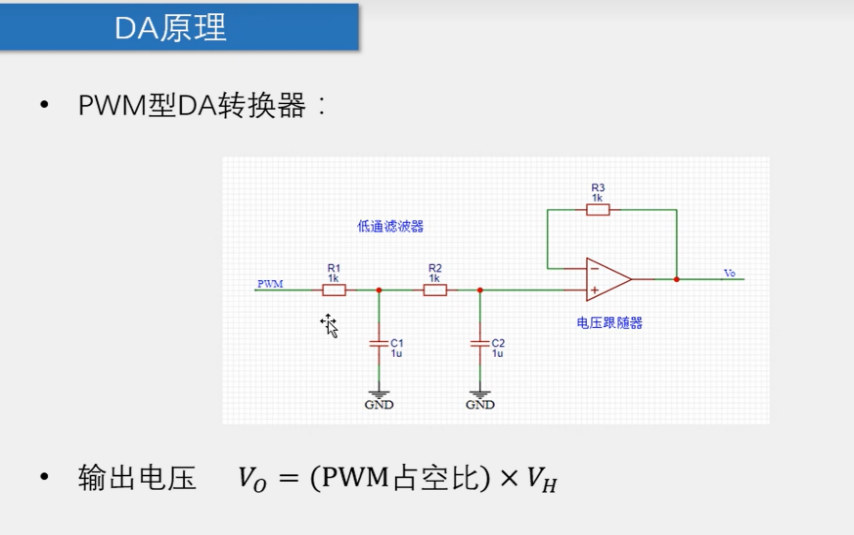 DA原理
• PWM型DA转换器：
R3
1k
低通滤波器
R1
1k
R2
1k
PWM
Vo
电压跟随器
C1
1u
C2
1u
GND
GND
• 输出电压 V_O = (PWM占空比) × V_H